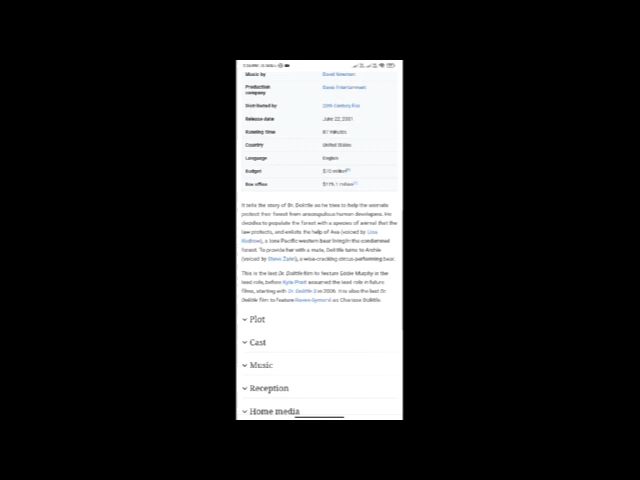 Music by David Newman
Production Davis Entertainment
company
Distributed by 20th Century Fox
Release date June 22, 2001
Running time 87 minutes
Country United States
Language English
Budget
Box office
It tells the story of Dr. Dolittle as he tries to help the animals
protect their forest from unscrupulous human developers. He
decides to populate the forest with a species of animal that the
law protects, and enlists the help of Ava (voiced by Lisa
Kudrow), a lone Pacific western bear living in the condemned
forest. To provide her with a mate, Dolittle turns to Archie
(voiced by Steve Zahn), a wise-cracking circus-performing bear.
This is the last Dr. Dolittle film to feature Eddie Murphy in the
lead role, before Kyla Pratt assumed the lead role in future
films, starting with Dr. Dolittle 3 in 2006. It is also the last Dr.
Dolittle film to feature Raven-Symoné as Charisse Dolittle.
Plot
Cast
Music
Reception
Home media